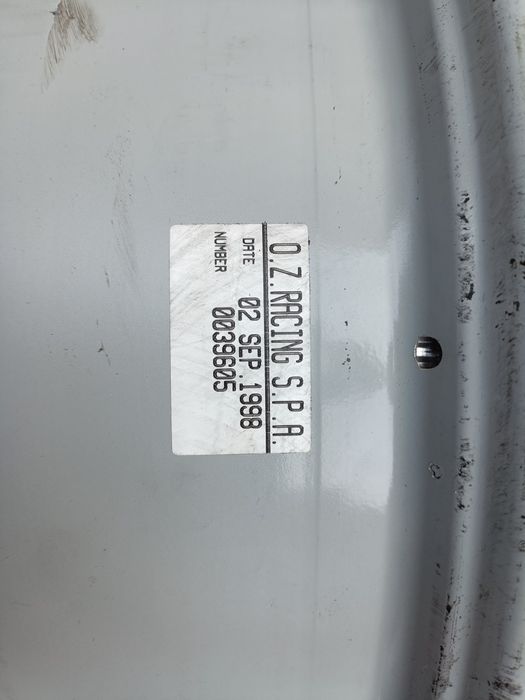 O.Z.RACING S.P.A.
DATE 02 SEP.1998
NUMBER 0039605